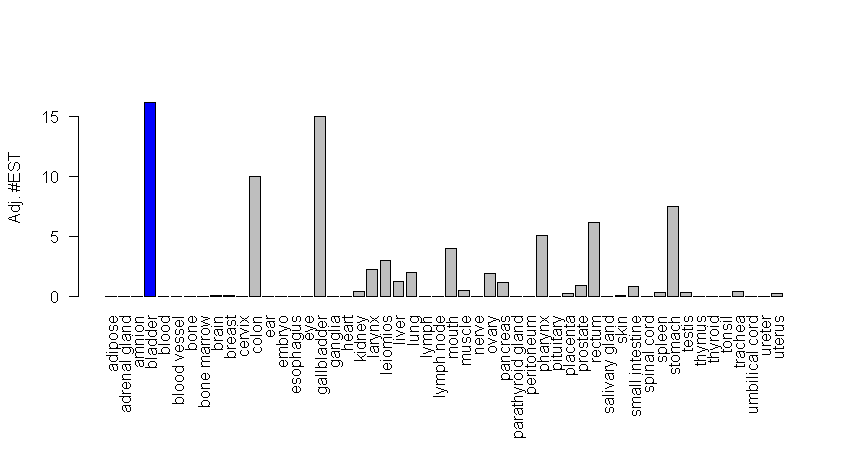 Adj. #EST
15
10
5
0
adipose
adrenal gland
amnion
bladder
blood
blood vessel
bone
bone marrow
brain
breast
cervix
colon
ear
embryo
esophagus
eye
gallbladder
ganglia
heart
kidney
larynx
leiomios
liver
lung
lymph
lymph node
mouth
muscle
nerve
ovary
pancreas
parathyroid gland
peritoneum
pharynx
pituitary
placenta
prostate
rectum
salivary gland
skin
small intestine
spinal cord
spleen
stomach
testis
thymus
thyroid
tonsil
trachea
umbilical cord
ureter
uterus